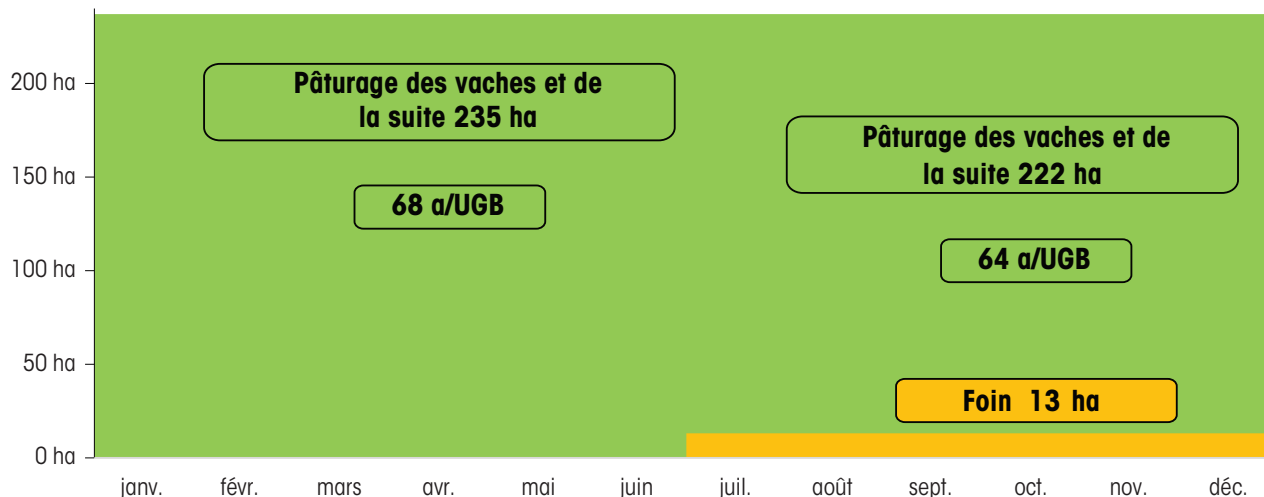 200 ha
150 ha
100 ha
50 ha
0 ha
Pâturage des vaches et de
la suite 235 ha
68 a/UGB
Pâturage des vaches et de
la suite 222 ha
64 a/UGB
Foin 13 ha
janv. févr. mars avr. mai juin juil. août sept. oct. nov. déc.